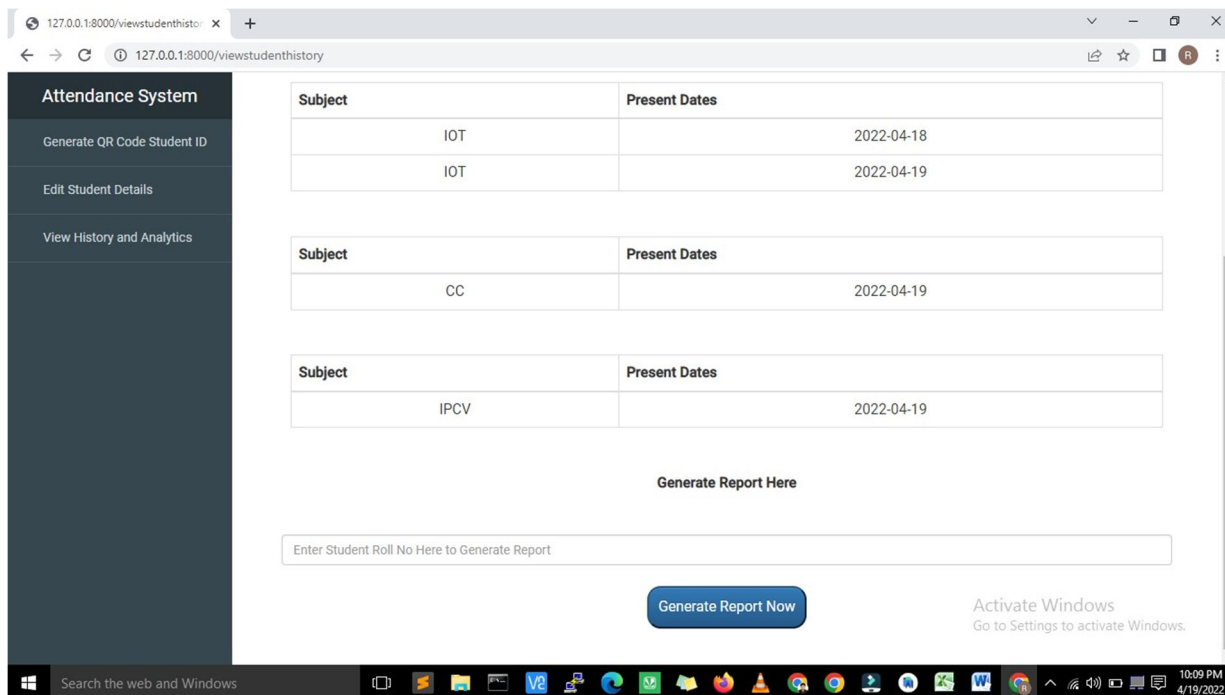 127.0.0.1:8000/viewstudenthistor
127.0.0.1:8000/viewstudenthistory
R
Attendance System
Generate QR Code Student ID
Edit Student Details
View History and Analytics
Subject Present Dates
IOT 2022-04-18
IOT 2022-04-19
Subject Present Dates
CC 2022-04-19
Subject Present Dates
IPCV 2022-04-19
Generate Report Here
Enter Student Roll No Here to Generate Report
Generate Report Now
Activate Windows
Go to Settings to activate Windows.
Search the web and Windows
10:09 PM